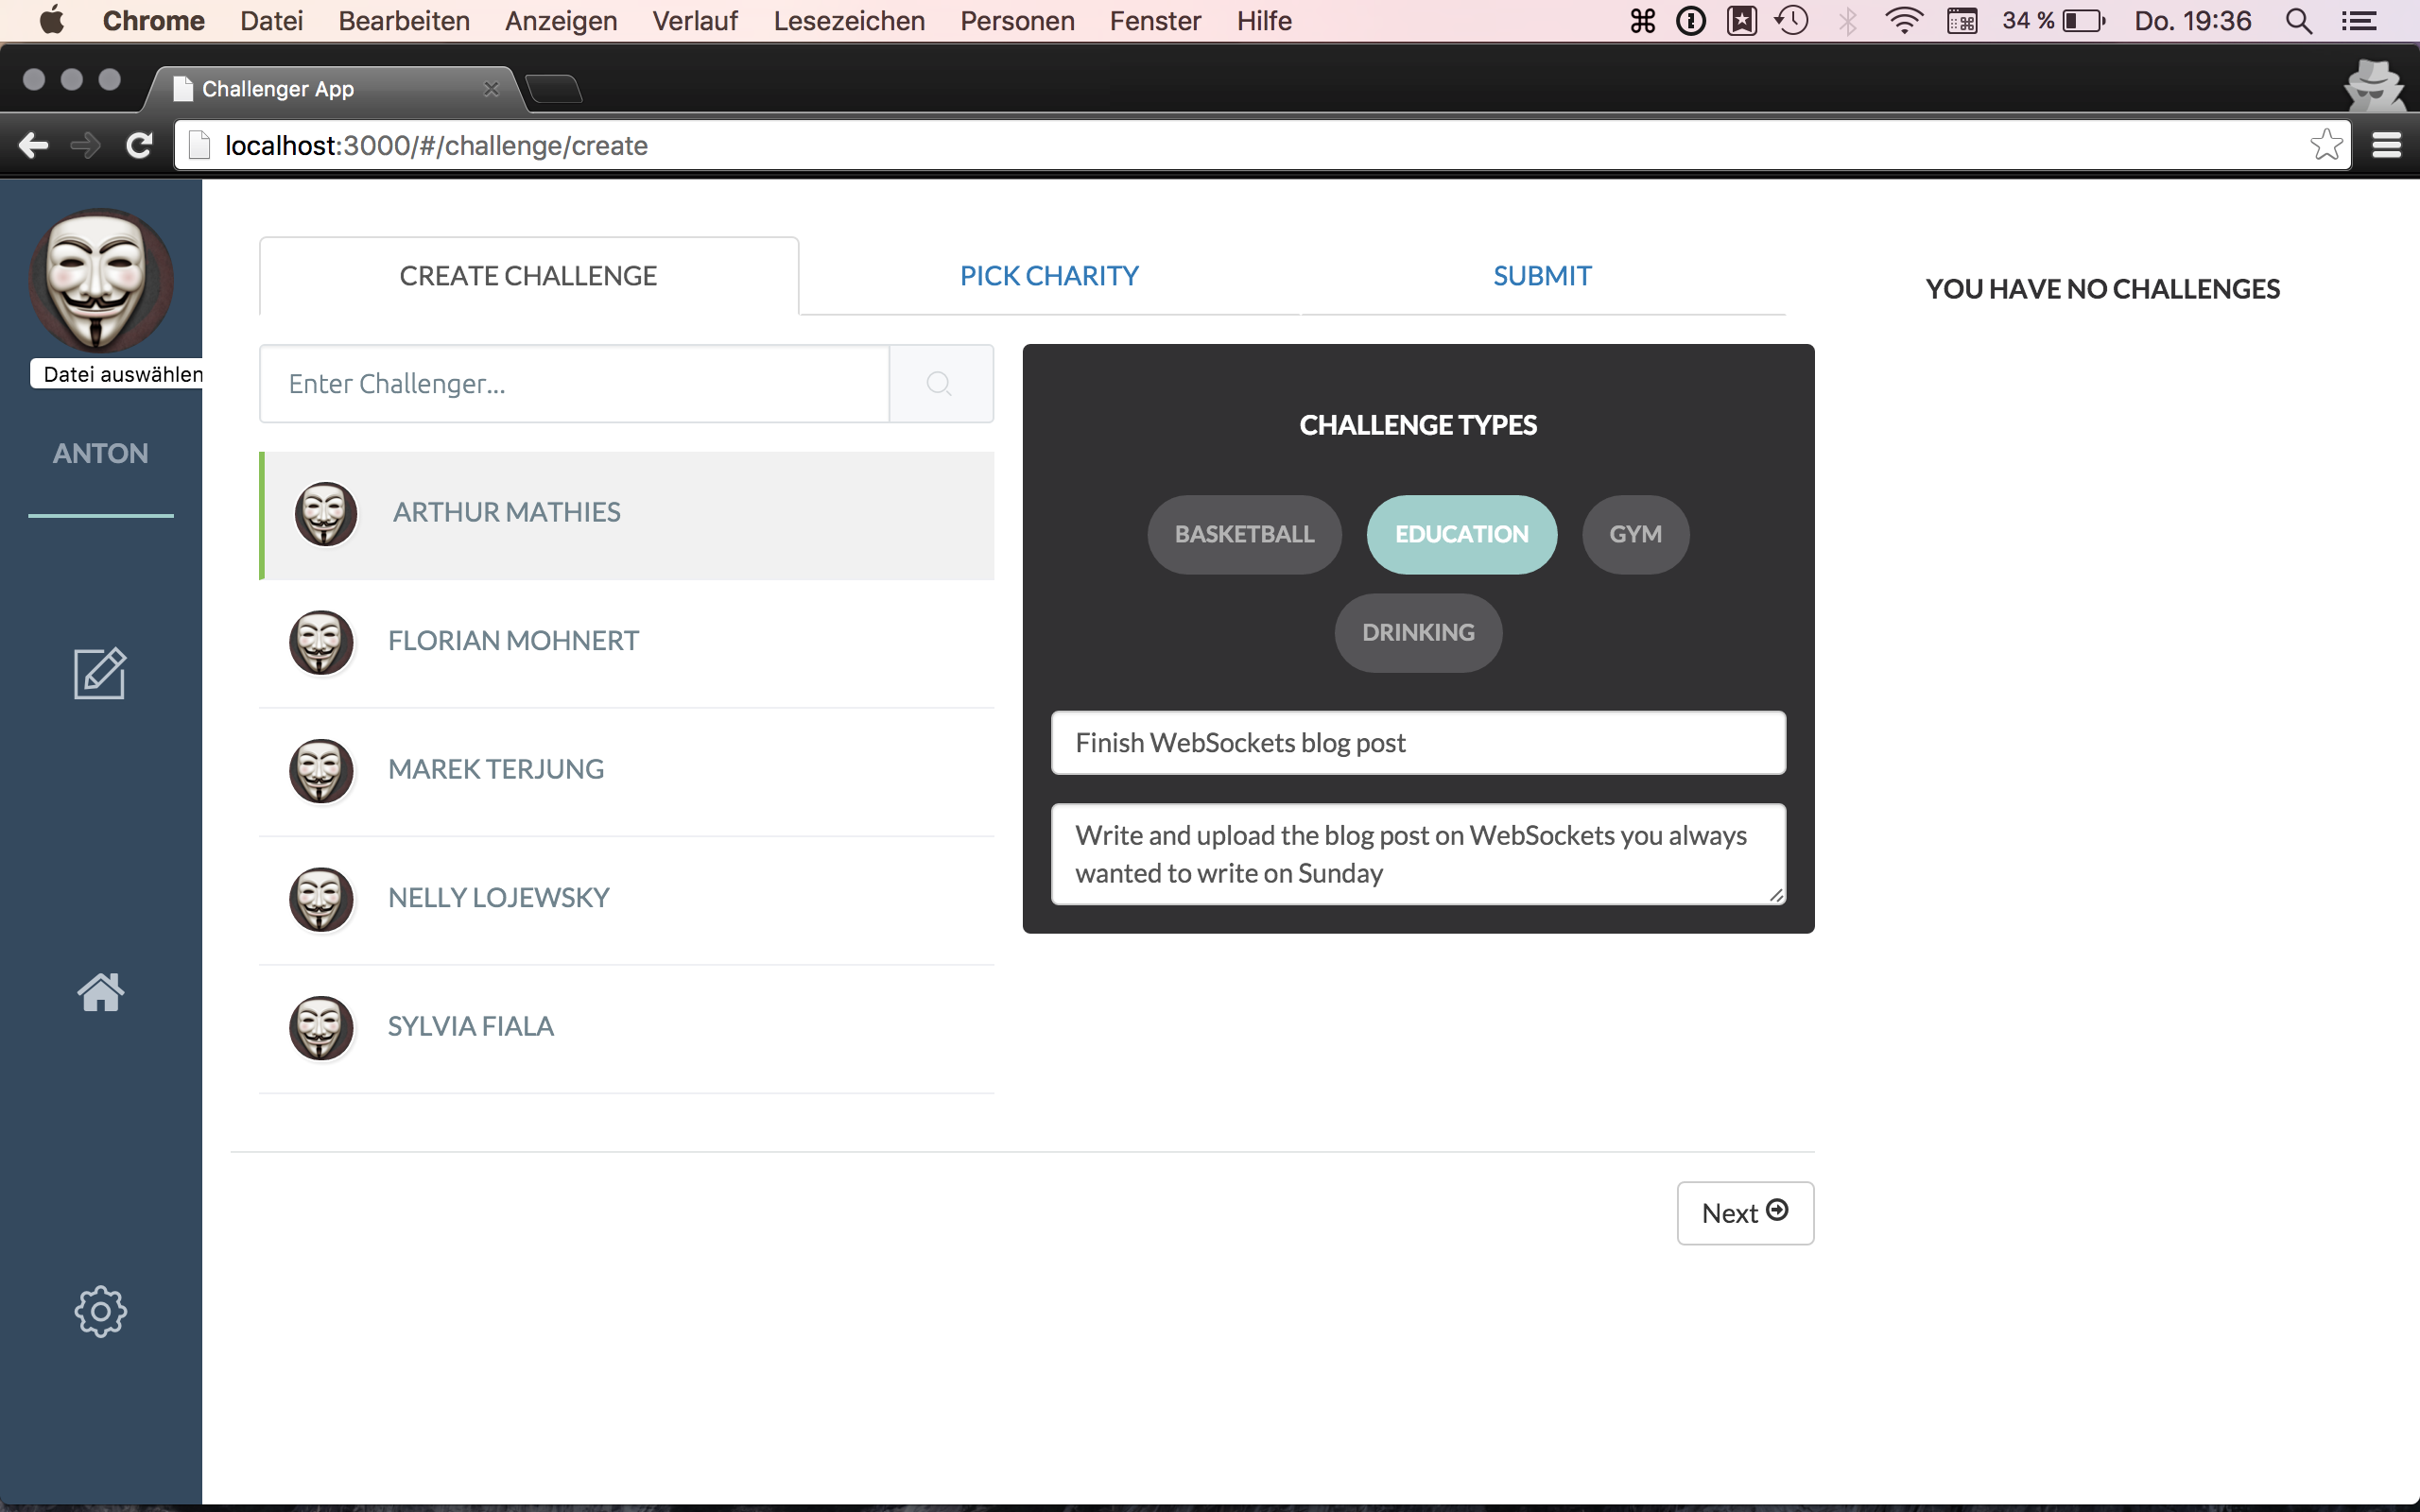 Chrome Datei Bearbeiten Anzeigen Verlauf Lesezeichen Personen Fenster Hilfe 34 % Do. 19:36
Challenger App
localhost:3000/#/challenge/create
Datei auswählen
ANTON
CREATE CHALLENGE PICK CHARITY SUBMIT
Enter Challenger...
ARTHUR MATHIES
FLORIAN MOHNERT
MAREK TERJUNG
NELLY LOJEWSKY
SYLVIA FIALA
CHALLENGE TYPES
BASKETBALL EDUCATION GYM
DRINKING
Finish WebSockets blog post
Write and upload the blog post on WebSockets you always
wanted to write on Sunday
Next
YOU HAVE NO CHALLENGES